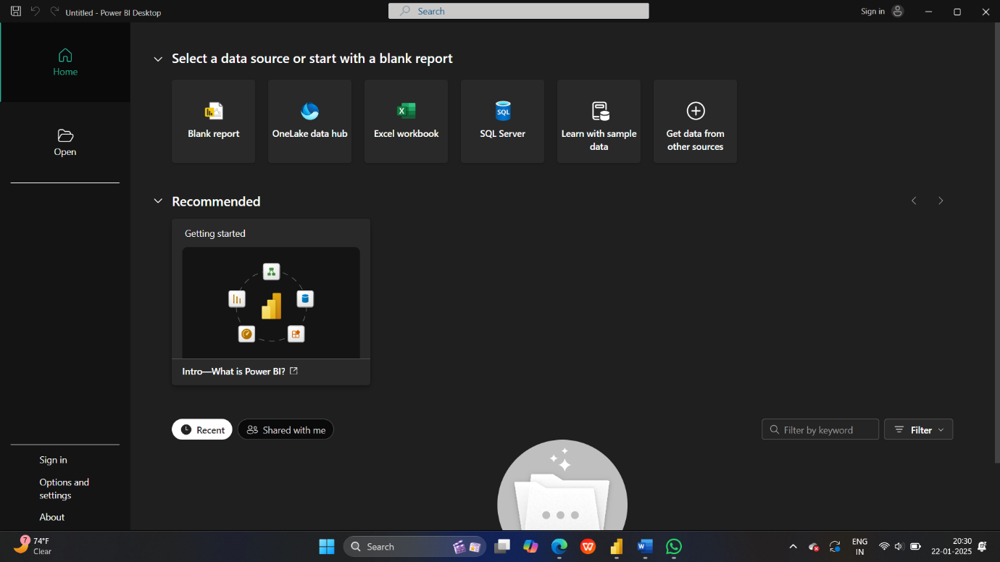 Untitled - Power BI Desktop
Search
Sign in
Home
Open
Select a data source or start with a blank report
Blank report
OneLake data hub
Excel workbook
SQL
SQL Server
Learn with sample
data
Get data from
other sources
Recommended
Getting started
Intro—What is Power BI?
Recent
Shared with me
Filter by keyword
Filter
Sign in
Options and
settings
About
7
74°F
Clear
Search
ENG
IN
20:30
22-01-2025